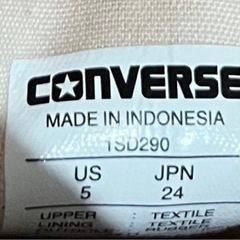 CONVERSE
MADE IN INDONESIA
1SD290
US JPN
5 24
UPPER : TEXTILE
LINING : TEXTILE